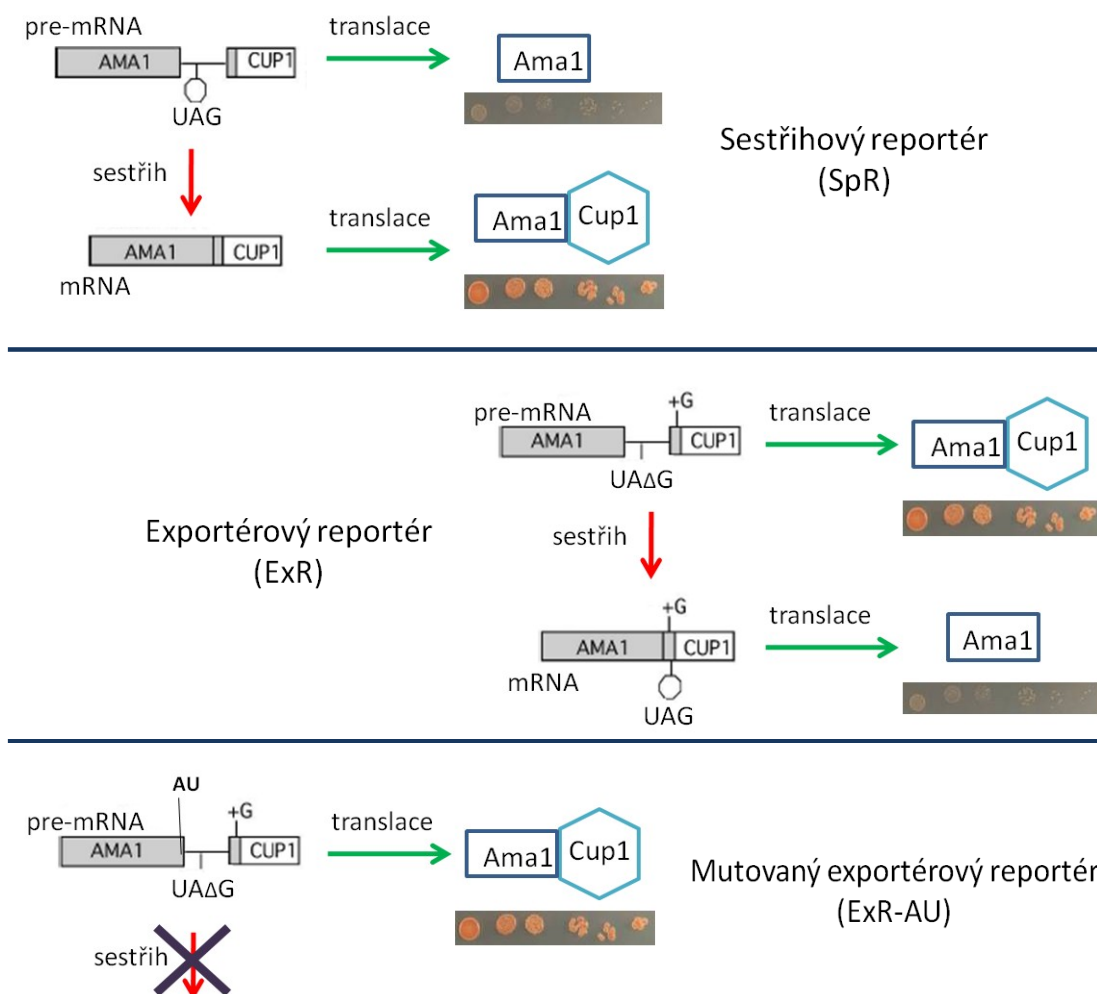 pre-mRNA
translace
AMA1
CUP1
Ama1
UAG
Sestřihový reportér
(SpR)
sestřih
translace
AMA1
CUP1
Ama1
Cup1
mRNA
+G
pre-mRNA
translace
AMA1
CUP1
Ama1
Cup1
UAΔG
Exportérový reportér
(ExR)
sestřih
+G
translace
AMA1
CUP1
Ama1
mRNA
UAG
AU
+G
pre-mRNA
translace
AMA1
CUP1
Ama1
Cup1
UAΔG
Mutovaný exportérový reportér
(ExR-AU)
sestřih